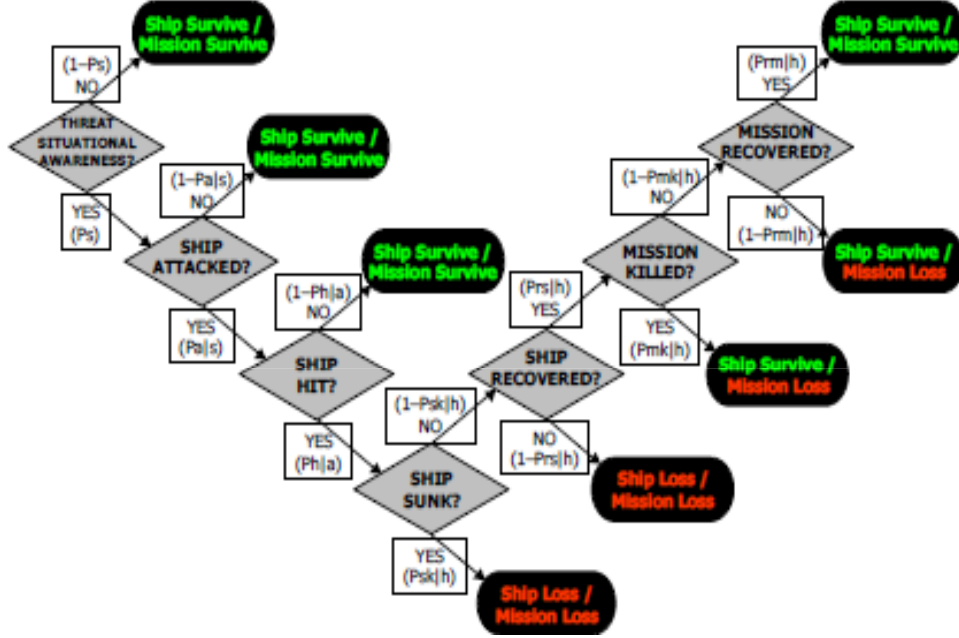 Ship Survive /
Mission Survive
(1-Ps)
NO
THREAT
SITUATIONAL
AWARENESS?
YES
(Ps)
Ship Survive /
Mission Survive
(1-Pa|s)
NO
SHIP
ATTACKED?
YES
(Pa|s)
Ship Survive /
Mission Survive
(1-Ph|a)
NO
SHIP
HIT?
YES
(Ph|a)
(1-Psk|h)
NO
SHIP
SUNK?
YES
(Psk|h)
Ship Loss /
Mission Loss
(Prs|h)
YES
SHIP
RECOVERED?
NO
(1-Prs|h)
Ship Loss /
Mission Loss
(1-Pmk|h)
NO
MISSION
KILLED?
YES
(Pmk|h)
Ship Survive /
Mission Loss
Ship Survive /
Mission Survive
(Prm|h)
YES
MISSION
RECOVERED?
NO
(1-Prm|h)
Ship Survive /
Mission Loss